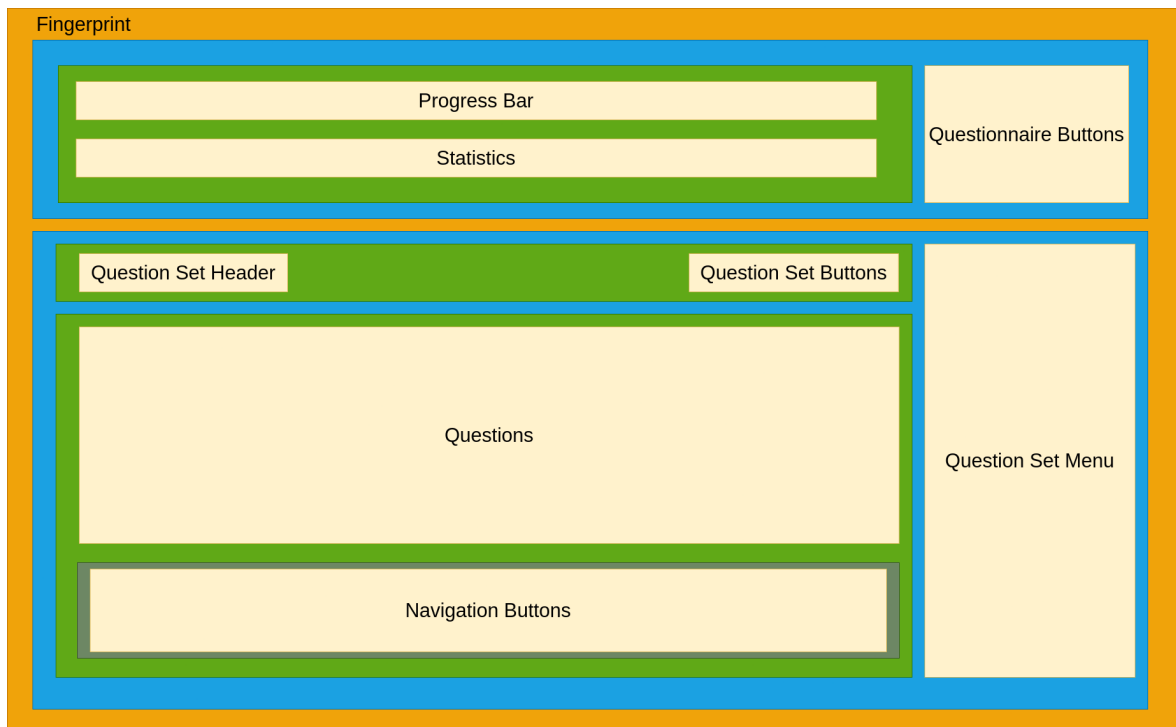 Fingerprint
Progress Bar
Statistics
Questionnaire Buttons
Question Set Header
Question Set Buttons
Questions
Navigation Buttons
Question Set Menu